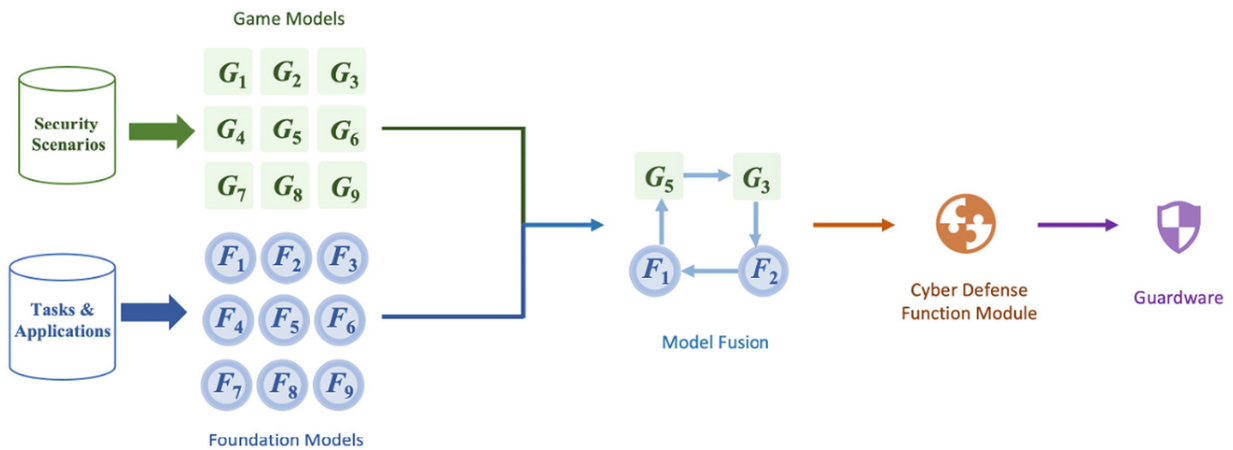 Game Models
Security
Scenarios
G1 G2 G3
G4 G5 G6
G7 G8 G9
Tasks &
Applications
F1 F2 F3
F4 F5 F6
F7 F8 F9
Foundation Models
G5 G3
F1 F2
Model Fusion
Cyber Defense
Function Module
Guardware